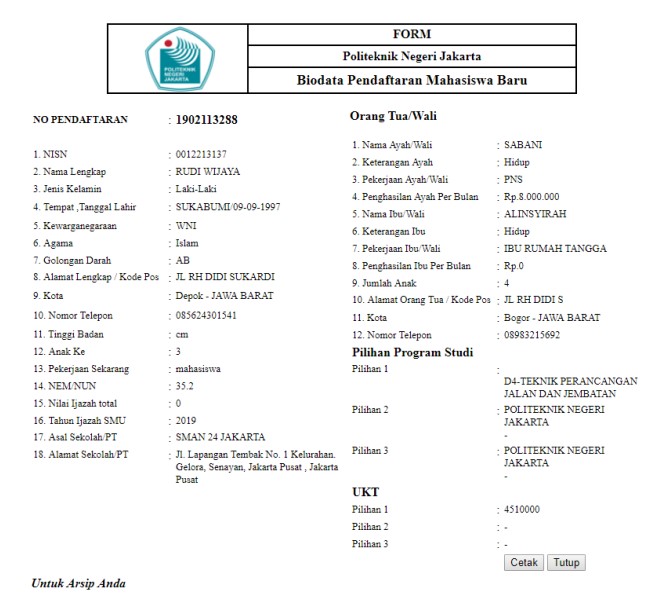 POLITEKNIK
NEGERI
JAKARTA
FORM
Politeknik Negeri Jakarta
Biodata Pendaftaran Mahasiswa Baru
NO PENDAFTARAN : 1902113288
1. NISN : 0012213137
2. Nama Lengkap : RUDI WIJAYA
3. Jenis Kelamin : Laki-Laki
4. Tempat ,Tanggal Lahir : SUKABUMI/09-09-1997
5. Kewarganegaraan : WNI
6. Agama : Islam
7. Golongan Darah : AB
8. Alamat Lengkap / Kode Pos : JL RH DIDI SUKARDI
9. Kota : Depok - JAWA BARAT
10. Nomor Telepon : 085624301541
11. Tinggi Badan : cm
12. Anak Ke : 3
13. Pekerjaan Sekarang : mahasiswa
14. NEM/NUN : 35.2
15. Nilai Ijazah total : 0
16. Tahun Ijazah SMU : 2019
17. Asal Sekolah/PT : SMAN 24 JAKARTA
18. Alamat Sekolah/PT : Jl. Lapangan Tembak No. 1 Kelurahan.
Gelora, Senayan, Jakarta Pusat , Jakarta
Pusat
Orang Tua/Wali
1. Nama Ayah/Wali : SABANI
2. Keterangan Ayah : Hidup
3. Pekerjaan Ayah/Wali : PNS
4. Penghasilan Ayah Per Bulan : Rp.8.000.000
5. Nama Ibu/Wali : ALINSYIRAH
6. Keterangan Ibu : Hidup
7. Pekerjaan Ibu/Wali : IBU RUMAH TANGGA
8. Penghasilan Ibu Per Bulan : Rp.0
9. Jumlah Anak : 4
10. Alamat Orang Tua / Kode Pos : JL RH DIDI S
11. Kota : Bogor - JAWA BARAT
12. Nomor Telepon : 08983215692
Pilihan Program Studi
Pilihan 1 :
D4-TEKNIK PERANCANGAN
JALAN DAN JEMBATAN
Pilihan 2 : POLITEKNIK NEGERI
JAKARTA
-
Pilihan 3 : POLITEKNIK NEGERI
JAKARTA
-
UKT
Pilihan 1 : 4510000
Pilihan 2 : -
Pilihan 3 : -
Cetak Tutup
Untuk Arsip Anda